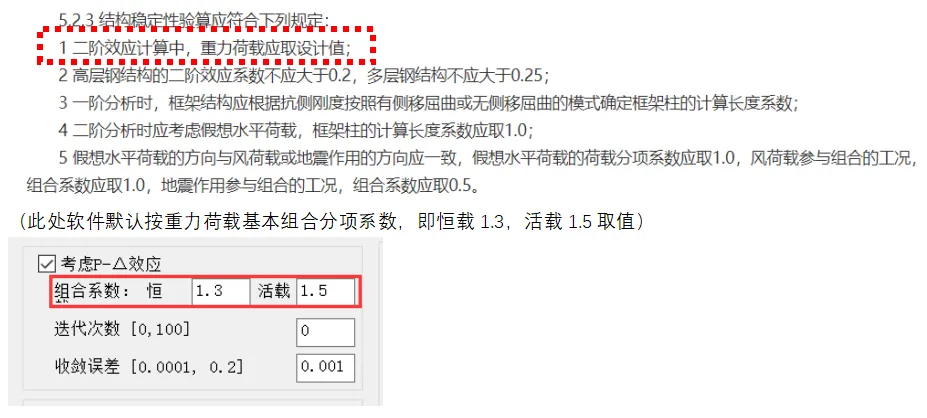 5.2.3 结构稳定性验算应符合下列规定：
1 二阶效应计算中，重力荷载应取设计值；
2 高层钢结构的二阶效应系数不应大于0.2，多层钢结构不应大于0.25；
3 一阶分析时，框架结构应根据抗侧刚度按照有侧移屈曲或无侧移屈曲的模式确定框架柱的计算长度系数；
4 二阶分析时应考虑假想水平荷载，框架柱的计算长度系数应取1.0；
5 假想水平荷载的方向与风荷载或地震作用的方向应一致，假想水平荷载的荷载分项系数应取1.0，风荷载参与组合的工况，
组合系数应取1.0，地震作用参与组合的工况，组合系数应取0.5。
（此处软件默认按重力荷载基本组合分项系数，即恒载 1.3，活载 1.5 取值）
考虑P-△效应
组合系数： 恒 1.3 活载 1.5
迭代次数 [0,100] 0
收敛误差 [0.0001, 0.2] 0.001